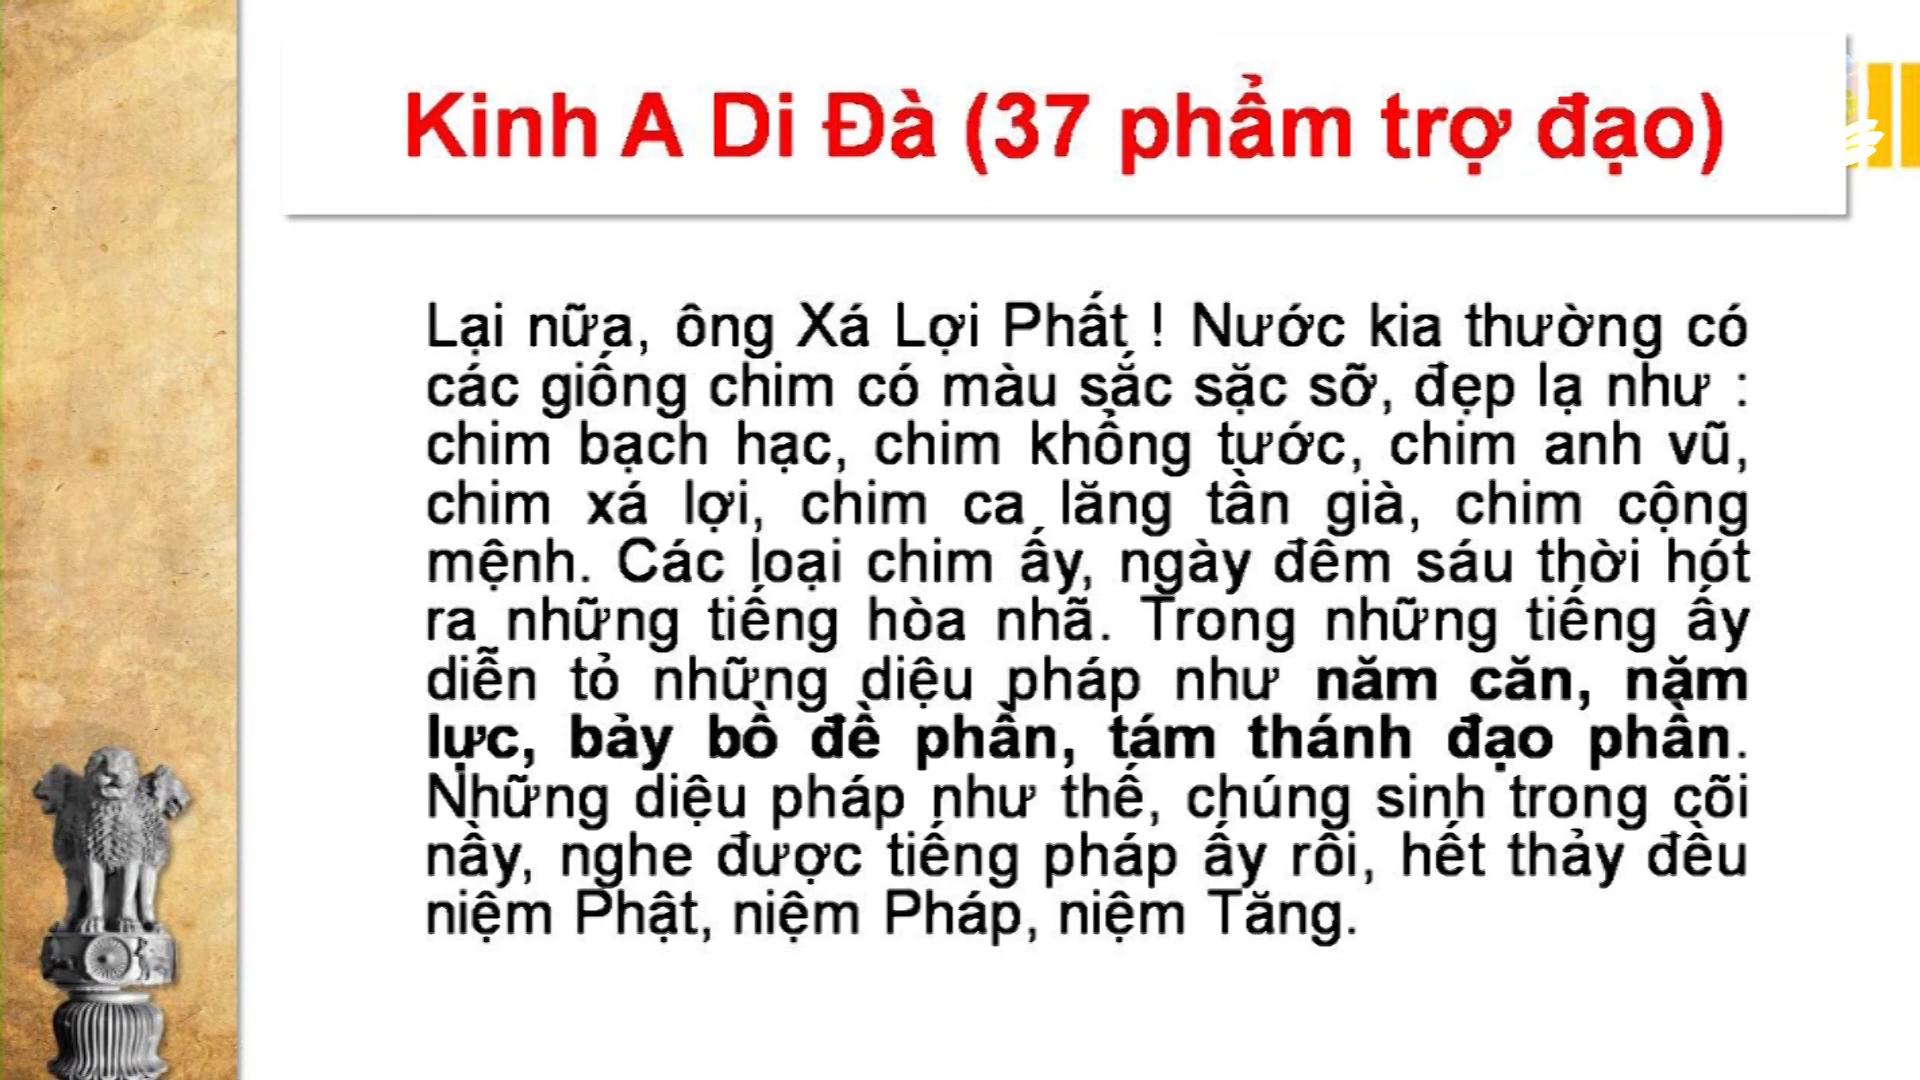 Kinh A Di Đà (37 phẩm trợ đạo)
Lại nữa, ông Xá Lợi Phất ! Nước kia thường có
các giống chim có màu sắc sặc sỡ, đẹp lạ như :
chim bạch hạc, chim khổng tước, chim anh vũ,
chim xá lợi, chim ca lăng tần già, chim cộng
mệnh. Các loại chim ấy, ngày đêm sáu thời hót
ra những tiếng hòa nhã. Trong những tiếng ấy
diễn tỏ những diệu pháp như năm căn, năm
lực, bảy bồ đề phần, tám thánh đạo phần.
Những diệu pháp như thế, chúng sinh trong cõi
nầy, nghe được tiếng pháp ấy rồi, hết thảy đều
niệm Phật, niệm Pháp, niệm Tăng.